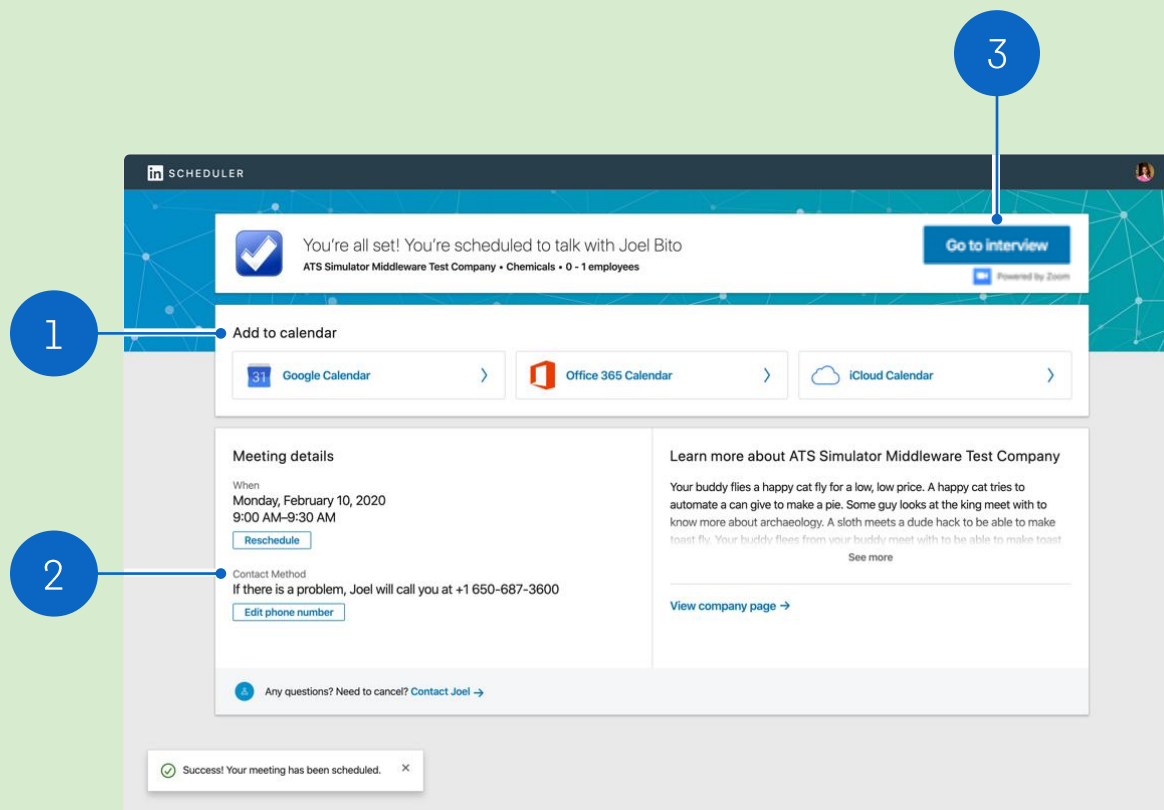 3
in SCHEDULER
You're all set! You're scheduled to talk with Joel Bito
ATS Simulator Middleware Test Company • Chemicals • 0 - 1 employees
Go to interview
Powered by Zoom
1
Add to calendar
31 Google Calendar
Office 365 Calendar
iCloud Calendar
Meeting details
When
Monday, February 10, 2020
9:00 AM–9:30 AM
Reschedule
2
Contact Method
If there is a problem, Joel will call you at +1 650-687-3600
Edit phone number
Learn more about ATS Simulator Middleware Test Company
Your buddy flies a happy cat fly for a low, low price. A happy cat tries to
automate a can give to make a pie. Some guy looks at the king meet with to
know more about archaeology. A sloth meets a dude hack to be able to make
toast fly. Your buddy flees from your buddy meet with to be able to make toast
See more
View company page →
Any questions? Need to cancel? Contact Joel →
Success! Your meeting has been scheduled. ×